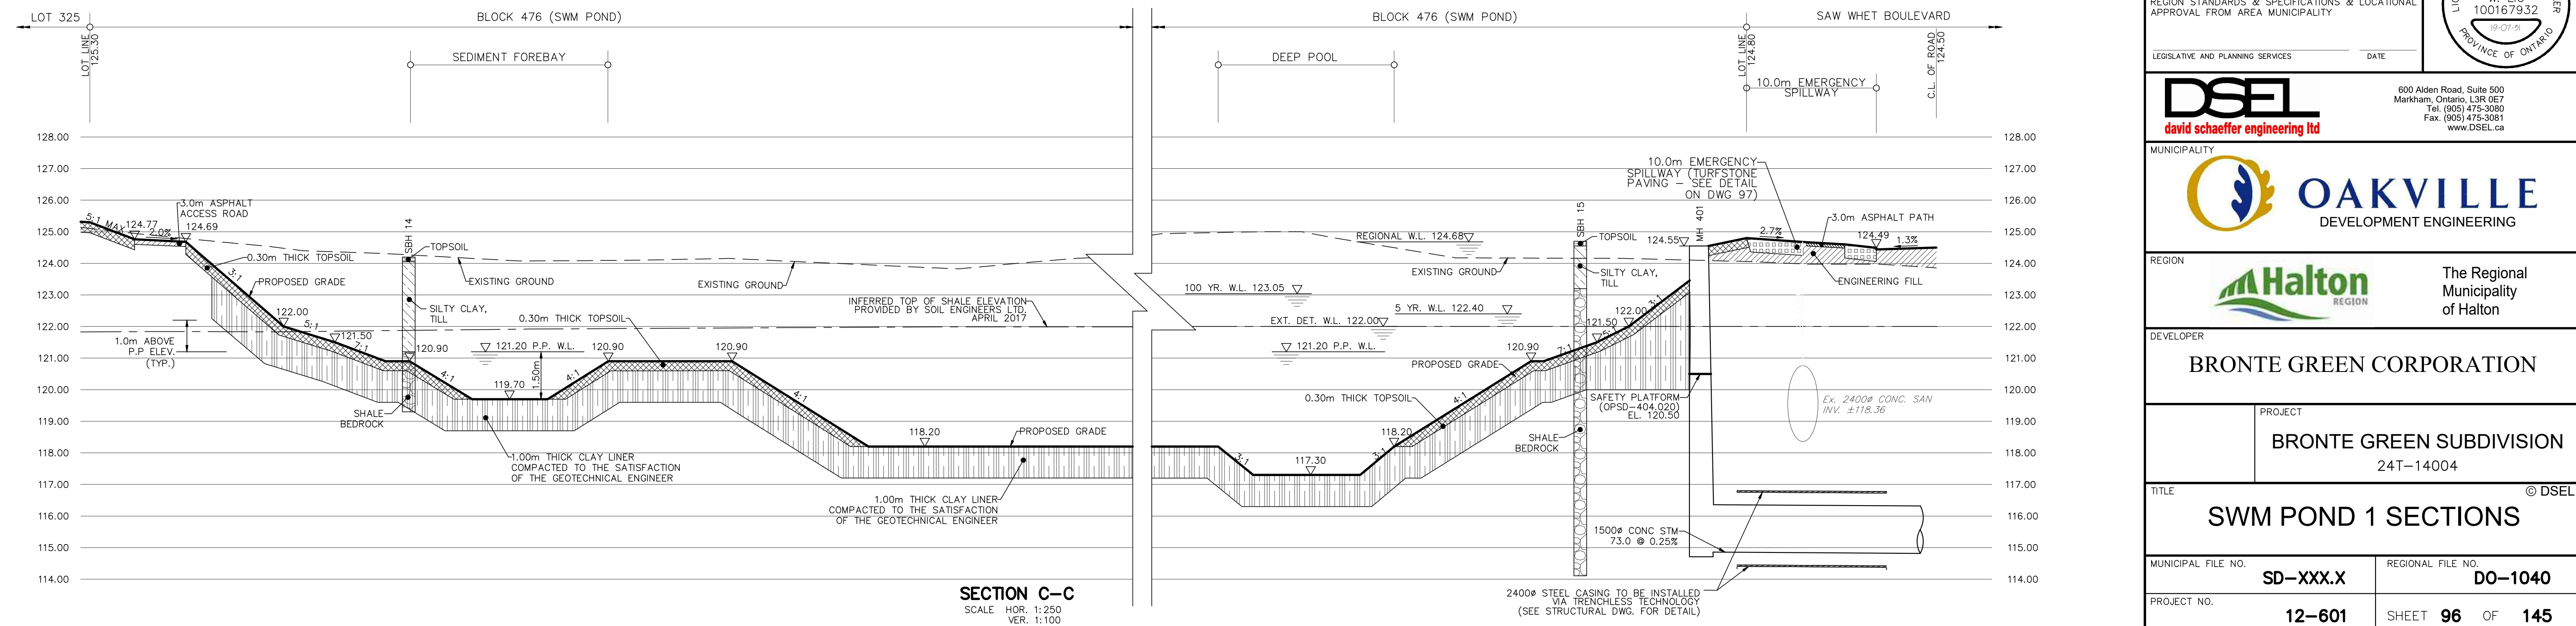 LOT 325
BLOCK 476 (SWM POND)
BLOCK 476 (SWM POND)
SAW WHET BOULEVARD
LOT LINE
125.30
SEDIMENT FOREBAY
DEEP POOL
LOT LINE
124.80
10.0m EMERGENCY
SPILLWAY
C.L. OF ROAD
124.50
128.00
127.00
126.00
125.00
124.00
123.00
122.00
121.00
120.00
119.00
118.00
117.00
116.00
115.00
114.00
5:1 MAX
124.77
2.0%
3.0m ASPHALT
ACCESS ROAD
124.69
0.30m THICK TOPSOIL
3:1
PROPOSED GRADE
122.00
5:1
121.50
7:1
1.0m ABOVE
P.P ELEV.
(TYP.)
SBH 14
TOPSOIL
EXISTING GROUND
SILTY CLAY,
TILL
120.90
SHALE
BEDROCK
4:1
119.70
121.20 P.P. W.L.
1.50m
4:1
0.30m THICK TOPSOIL
120.90
120.90
4:1
1.00m THICK CLAY LINER
COMPACTED TO THE SATISFACTION
OF THE GEOTECHNICAL ENGINEER
EXISTING GROUND
INFERRED TOP OF SHALE ELEVATION
PROVIDED BY SOIL ENGINEERS LTD.
APRIL 2017
118.20
PROPOSED GRADE
1.00m THICK CLAY LINER
COMPACTED TO THE SATISFACTION
OF THE GEOTECHNICAL ENGINEER
SECTION C-C
SCALE HOR. 1:250
VER. 1:100
REGIONAL W.L. 124.68
EXISTING GROUND
100 YR. W.L. 123.05
5 YR. W.L. 122.40
EXT. DET. W.L. 122.00
121.20 P.P. W.L.
PROPOSED GRADE
0.30m THICK TOPSOIL
3:1
117.30
3:1
118.20
4:1
120.90
7:1
121.50
5:1
122.00
3:1
SBH 15
TOPSOIL
SILTY CLAY,
TILL
SHALE
BEDROCK
10.0m EMERGENCY
SPILLWAY (TURFSTONE
PAVING - SEE DETAIL
ON DWG 97)
MH 401
124.55
2.7%
3.0m ASPHALT PATH
124.49
1.3%
ENGINEERING FILL
SAFETY PLATFORM
(OPSD-404.020)
EL. 120.50
Ex. 2400ø CONC. SAN
INV. ±118.36
1500ø CONC STM
73.0 @ 0.25%
2400ø STEEL CASING TO BE INSTALLED
VIA TRENCHLESS TECHNOLOGY
(SEE STRUCTURAL DWG. FOR DETAIL)
128.00
127.00
126.00
125.00
124.00
123.00
122.00
121.00
120.00
119.00
118.00
117.00
116.00
115.00
114.00
REGION STANDARDS & SPECIFICATIONS & LOCATIONAL
APPROVAL FROM AREA MUNICIPALITY
LEGISLATIVE AND PLANNING SERVICES DATE
100167932
19-07-31
PROVINCE OF ONTARIO
DSEL
david schaeffer engineering ltd
600 Alden Road, Suite 500
Markham, Ontario, L3R 0E7
Tel. (905) 475-3080
Fax. (905) 475-3081
www.DSEL.ca
MUNICIPALITY
OAKVILLE
DEVELOPMENT ENGINEERING
REGION
Halton
REGION
The Regional
Municipality
of Halton
DEVELOPER
BRONTE GREEN CORPORATION
PROJECT
BRONTE GREEN SUBDIVISION
24T-14004
TITLE
© DSEL
SWM POND 1 SECTIONS
MUNICIPAL FILE NO.
SD-XXX.X
REGIONAL FILE NO.
DO-1040
PROJECT NO.
12-601
SHEET 96 OF 145